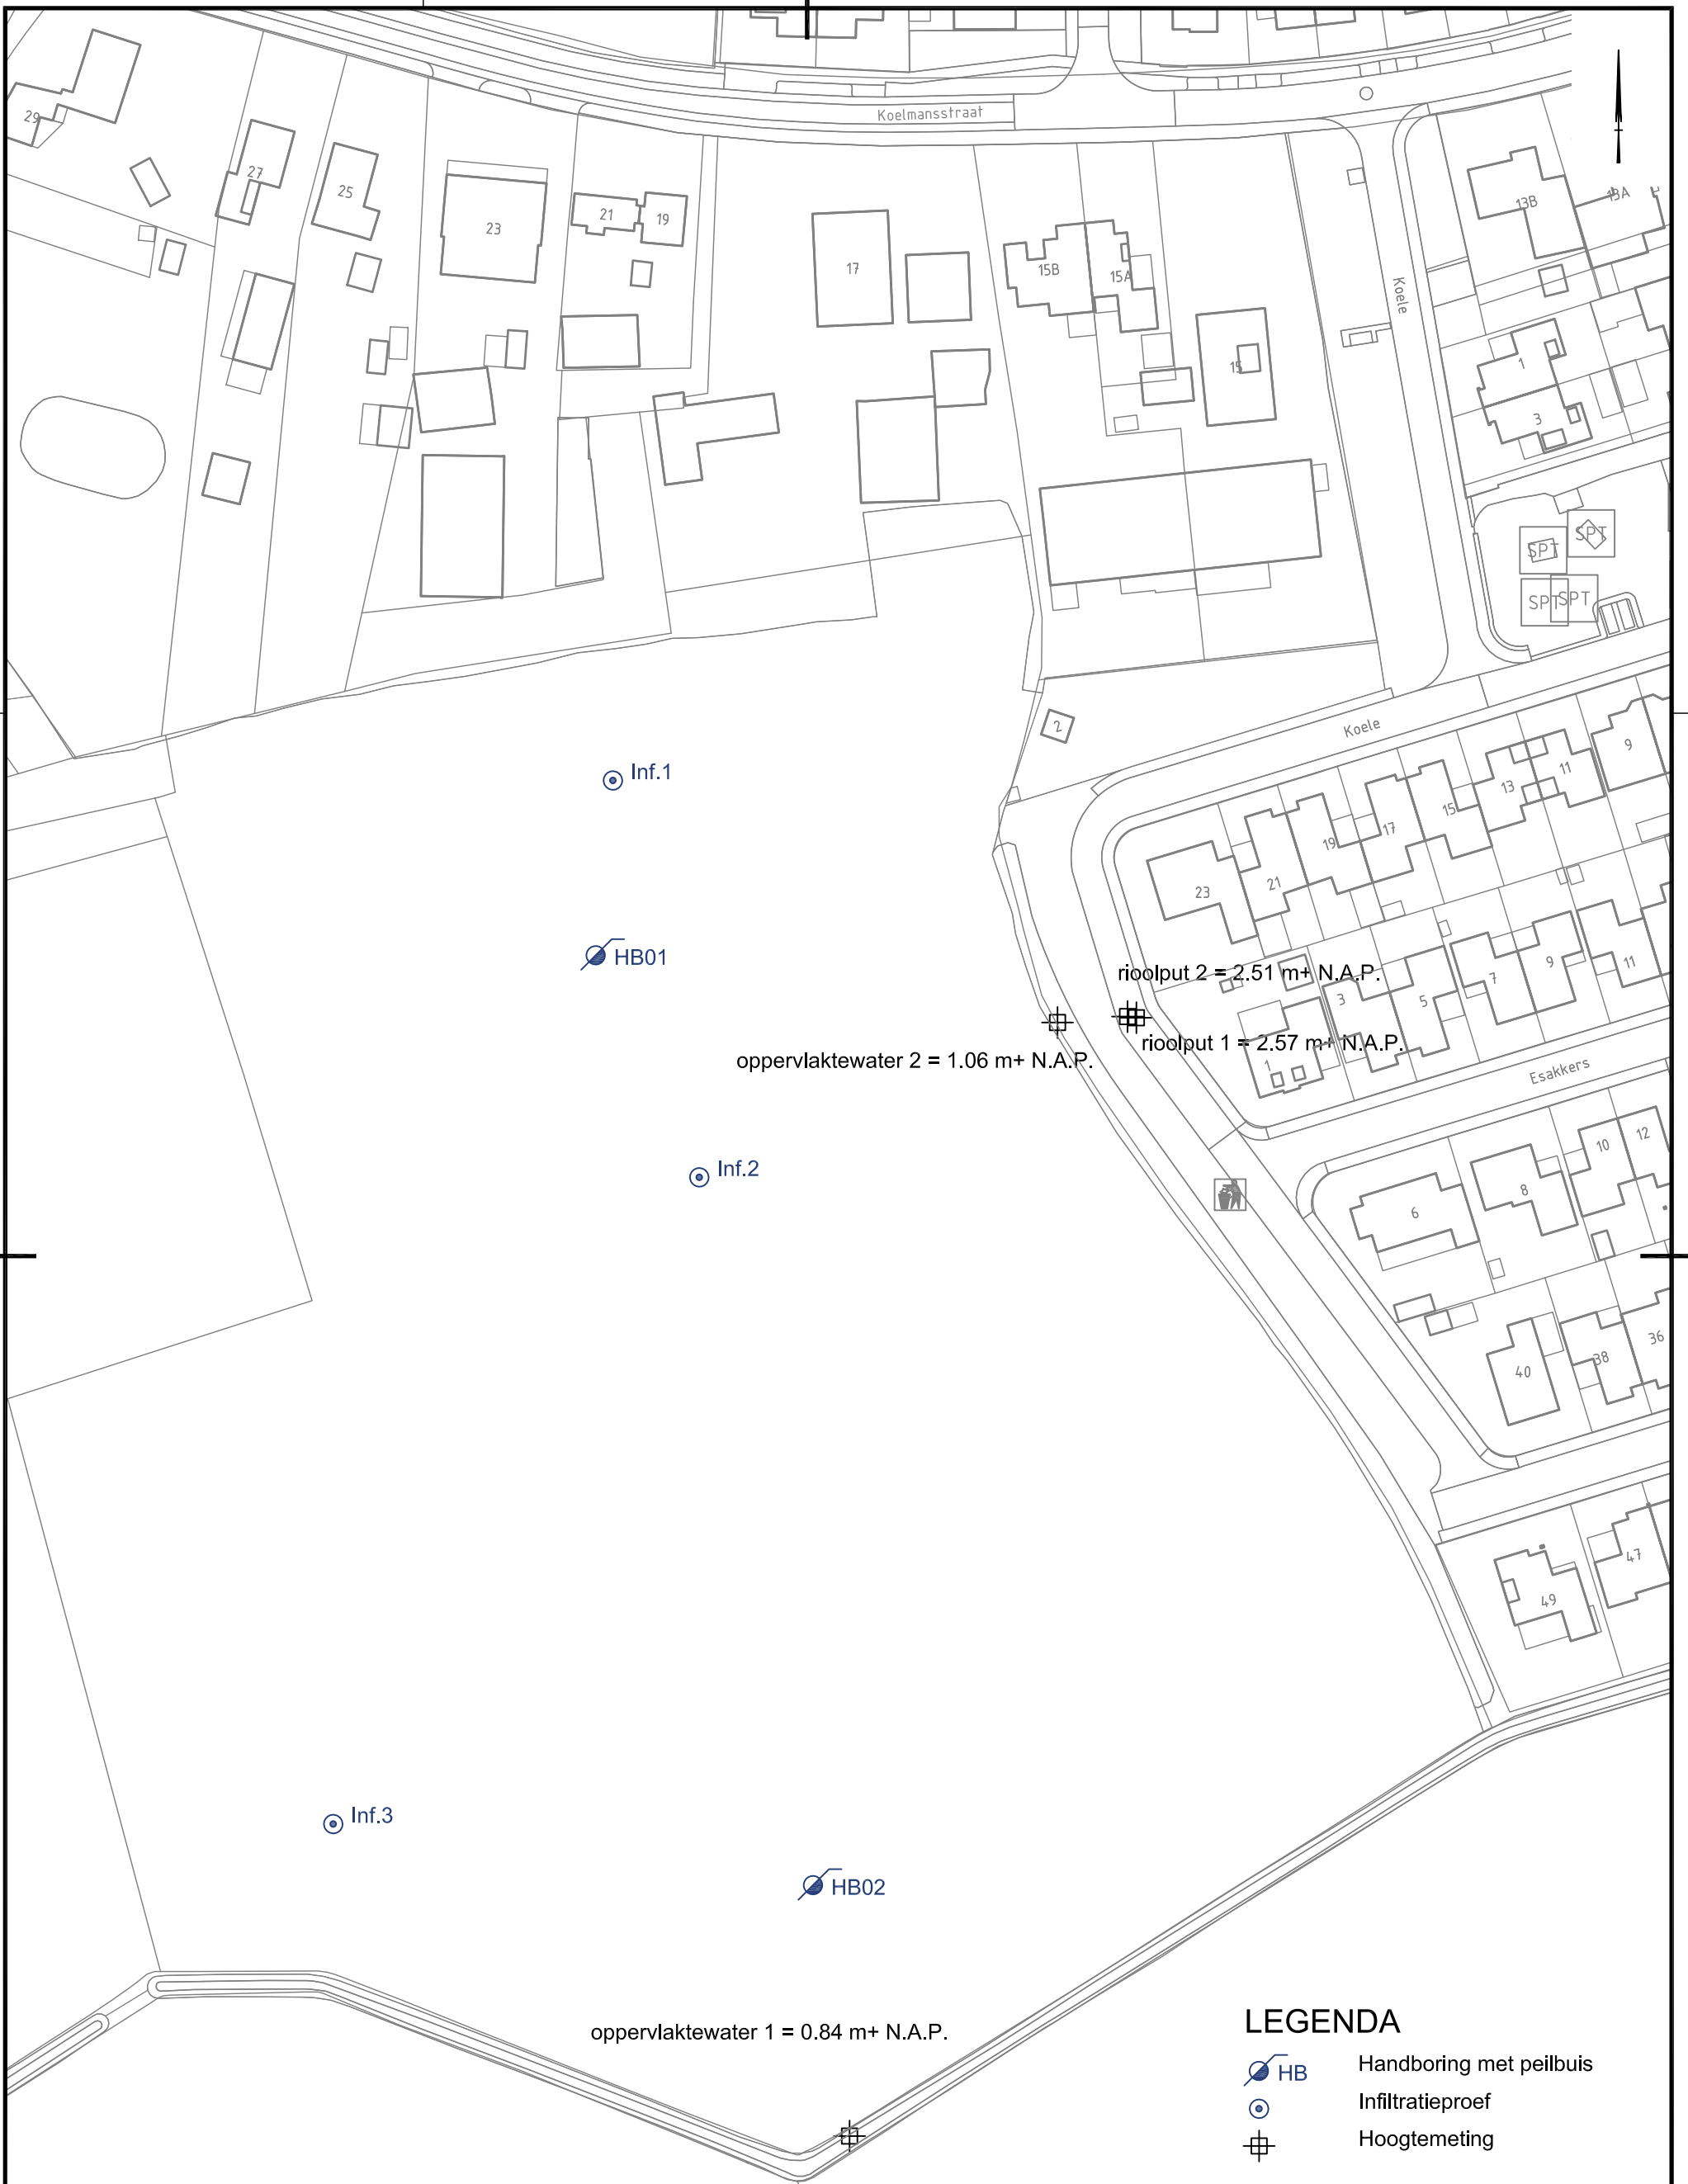 Koelmansstraat
29
27
25
23
21
19
17
15B
15A
15
Koele
13B
13A
1
3
SPT
SPT
SPT
SPT
2
Koele
9
11
13
15
17
19
21
23
Inf.1
HB01
rioolput 2 = 2.51 m+ N.A.P.
3
5
7
9
11
rioolput 1 = 2.57 m+ N.A.P.
1
oppervlaktewater 2 = 1.06 m+ N.A.P.
Esakkers
Inf.2
6
8
10
12
40
38
36
49
47
Inf.3
HB02
oppervlaktewater 1 = 0.84 m+ N.A.P.
LEGENDA
HB Handboring met peilbuis
Infiltratieproef
Hoogtemeting